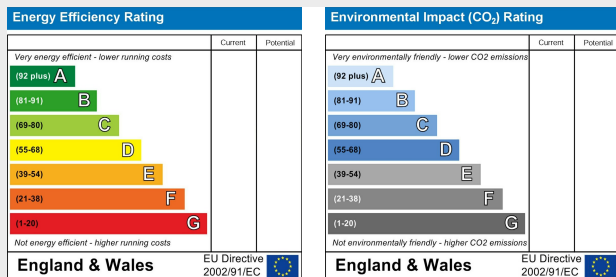 Energy Efficiency Rating
Current Potential
Very energy efficient - lower running costs
(92 plus) A
(81-91) B
(69-80) C
(55-68) D
(39-54) E
(21-38) F
(1-20) G
Not energy efficient - higher running costs
England & Wales
EU Directive
2002/91/EC
Environmental Impact (CO₂) Rating
Current Potential
Very environmentally friendly - lower CO2 emissions
(92 plus) A
(81-91) B
(69-80) C
(55-68) D
(39-54) E
(21-38) F
(1-20) G
Not environmentally friendly - higher CO2 emissions
England & Wales
EU Directive
2002/91/EC